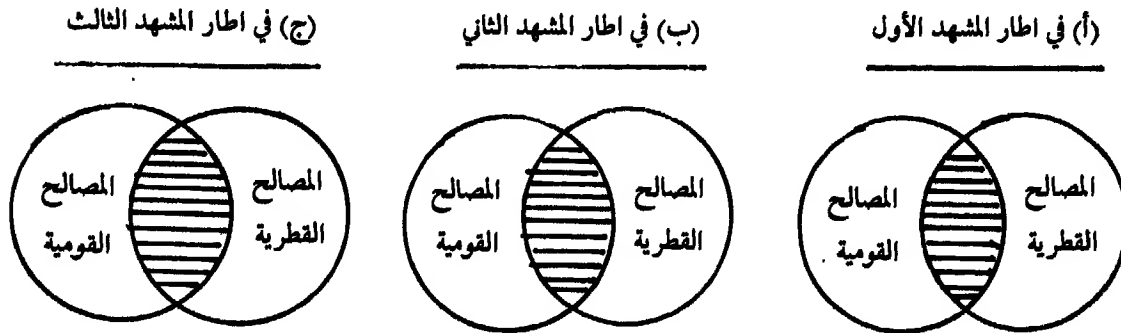 (أ) في اطار المشهد الأول
(ب) في اطار المشهد الثاني
(ج) في اطار المشهد الثالث
المصالح
القطرية
المصالح
القومية
المصالح
القطرية
المصالح
القومية
المصالح
القطرية
المصالح
القومية